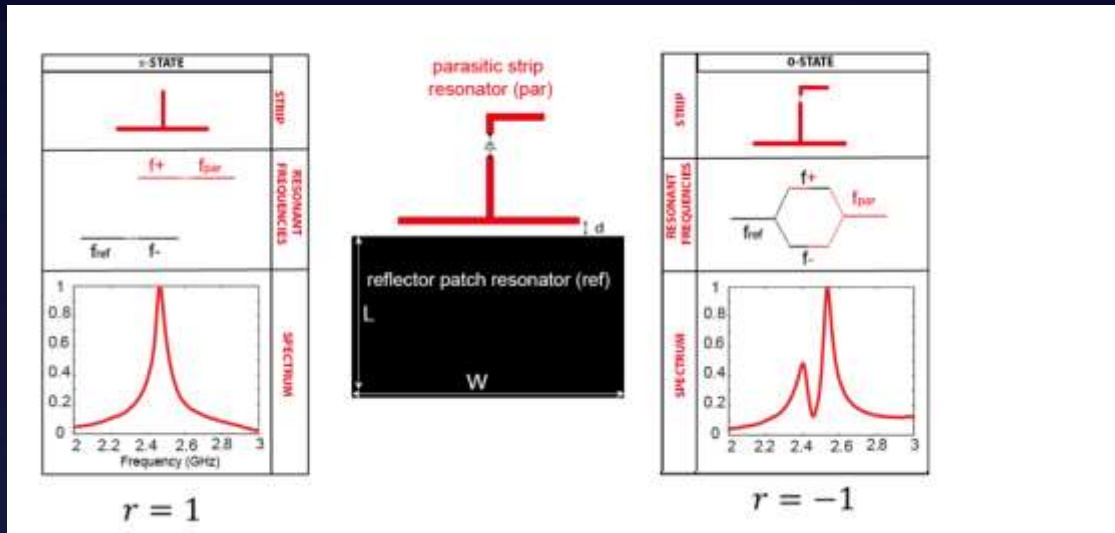 π-STATE
STRIP
f+ fpar
fref f-
RESONANT
FREQUENCIES
1
0.8
0.6
0.4
0.2
0
2 2.2 2.4 2.6 2.8 3
Frequency (GHz)
SPECTRUM
r = 1
parasitic strip
resonator (par)
d
reflector patch resonator (ref)
L
W
0-STATE
STRIP
f+
fpar
fref
f-
RESONANT
FREQUENCIES
1
0.8
0.6
0.4
0.2
0
2 2.2 2.4 2.6 2.8 3
SPECTRUM
r = −1